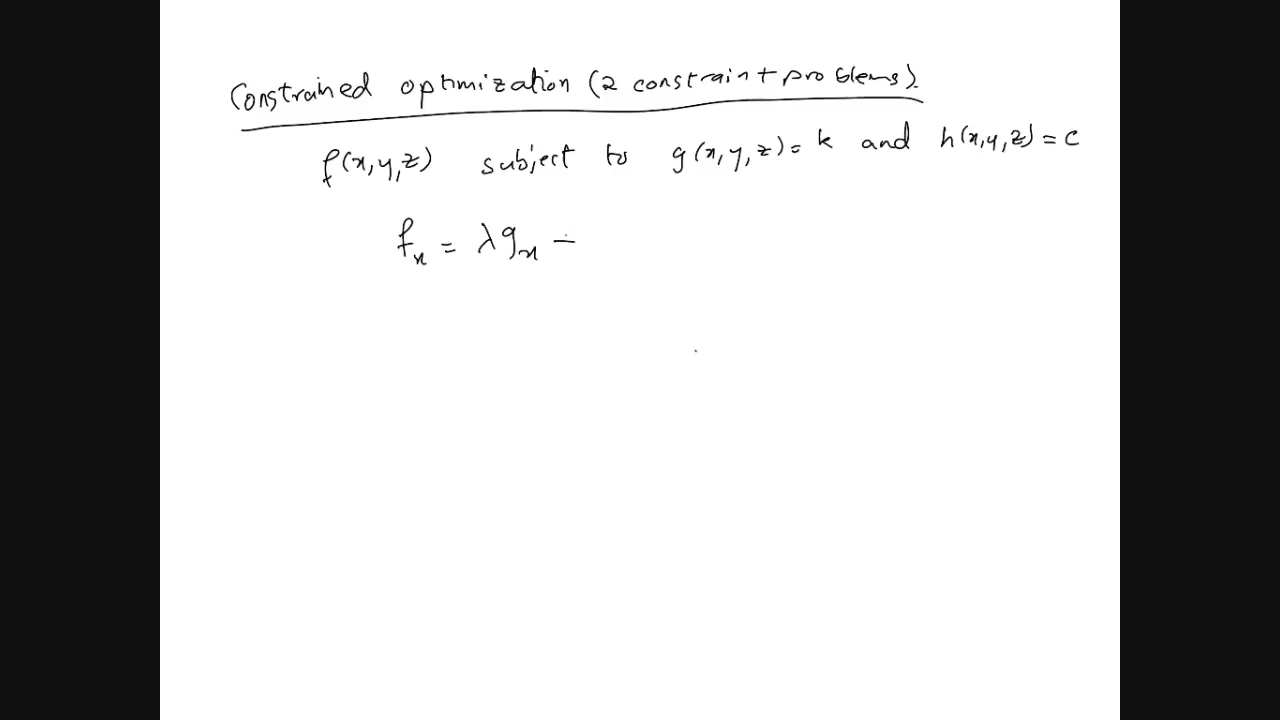 Constrained optimization (2 constraint problems).
f(x,y,z) subject to g(x,y,z) = k and h(x,y,z) = c
fx = λgx -